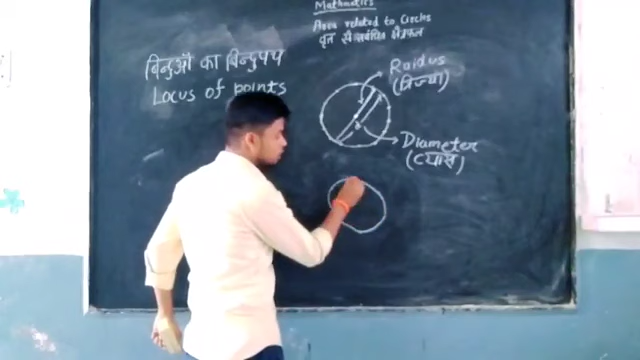 Mathematics
Area related to Circles
वृत्त से संबंधित क्षेत्रफल
बिन्दुओं का बिन्दुपथ
Locus of points
Raidus
(त्रिज्या)
Diameter
(व्यास)